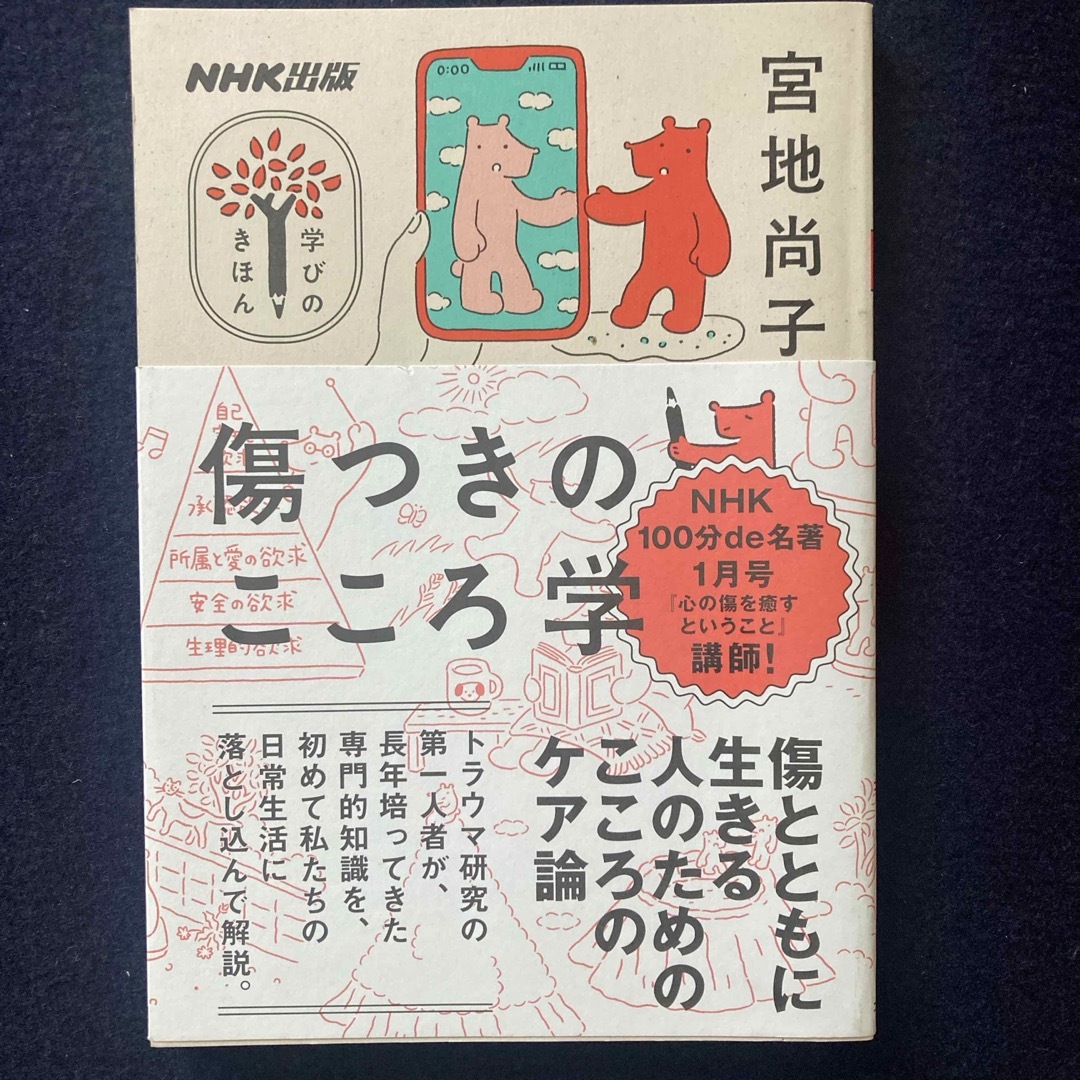 NHK出版
学びの
きほん
0:00
宮地尚子
自己
承認
所属と愛の欲求
安全の欲求
生理的欲求
傷つきの
こころ学
NHK
100分de名著
1月号
『心の傷を癒す
ということ』
講師!
傷とともに
生きる
人のための
こころの
ケア論
トラウマ研究の
第一人者が、
長年培ってきた
専門的知識を、
初めて私たちの
日常生活に
落とし込んで解説。